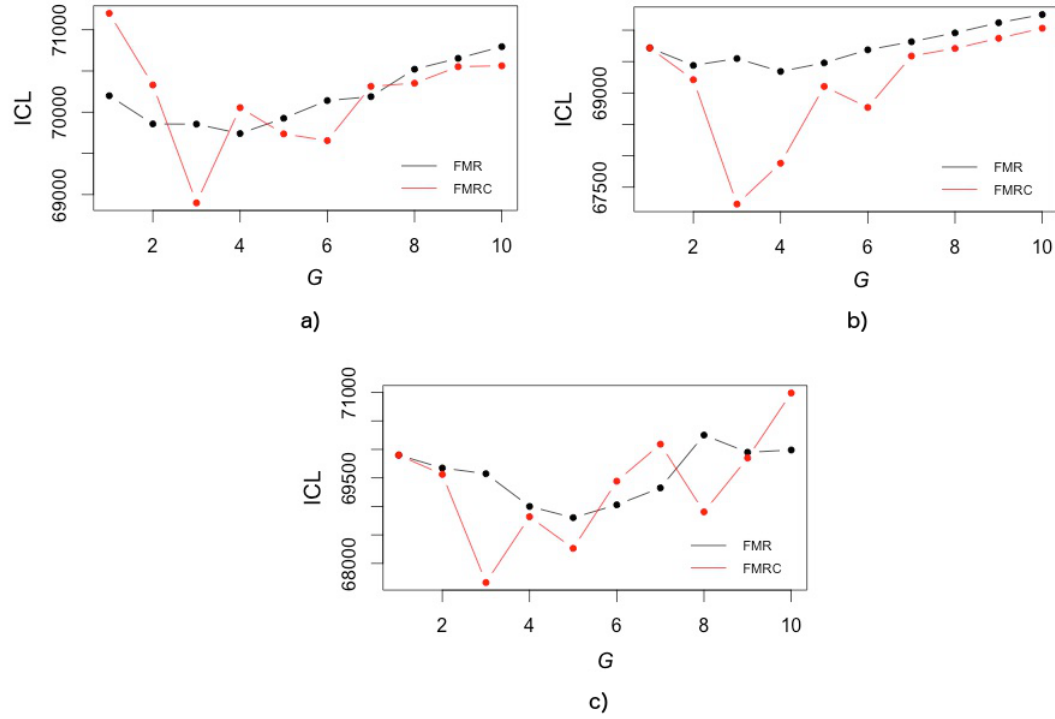 ICL
71000
70000
69000
FMR
FMRC
2 4 6 8 10
G
a)
ICL
69000
67500
FMR
FMRC
2 4 6 8 10
G
b)
ICL
71000
69500
68000
FMR
FMRC
2 4 6 8 10
G
c)